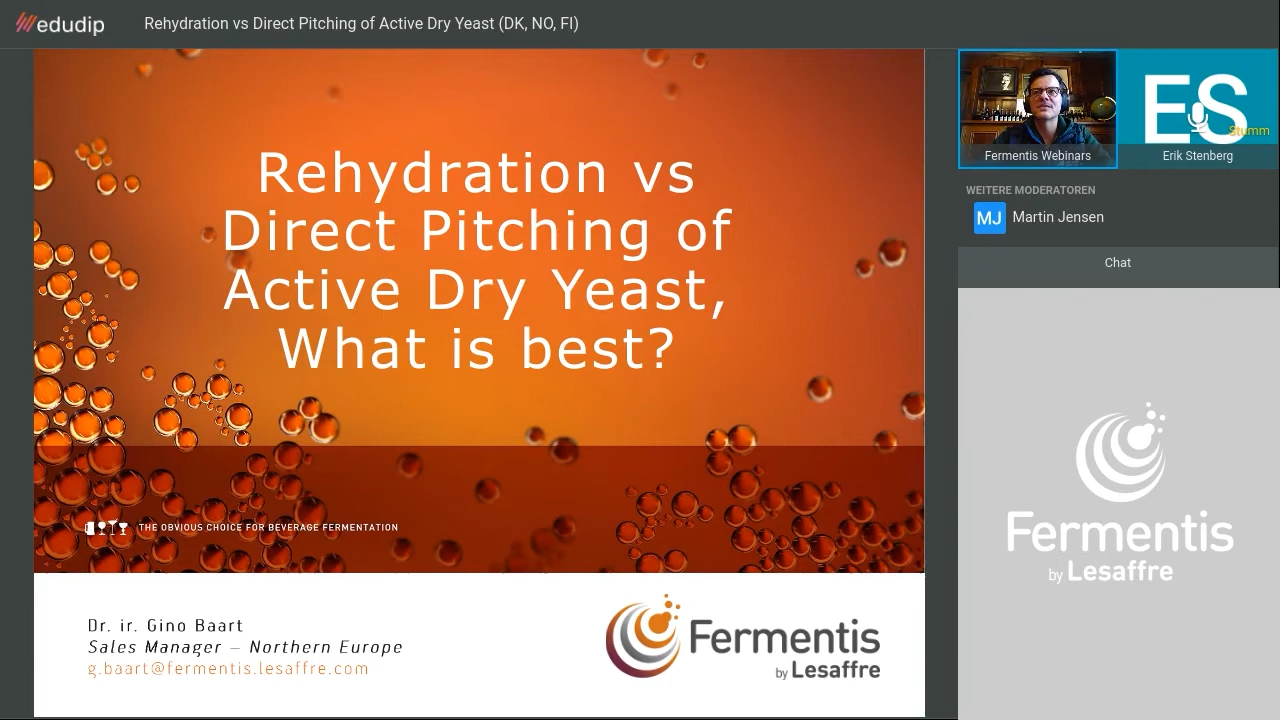 edudip
Rehydration vs Direct Pitching of Active Dry Yeast (DK, NO, FI)
Rehydration vs
Direct Pitching of
Active Dry Yeast,
What is best?
THE OBVIOUS CHOICE FOR BEVERAGE FERMENTATION
Dr. ir. Gino Baart
Sales Manager – Northern Europe
g.baart@fermentis.lesaffre.com
Fermentis
by Lesaffre
Fermentis Webinars
ES
Stumm
Erik Stenberg
WEITERE MODERATOREN
MJ Martin Jensen
Chat
Fermentis
by Lesaffre